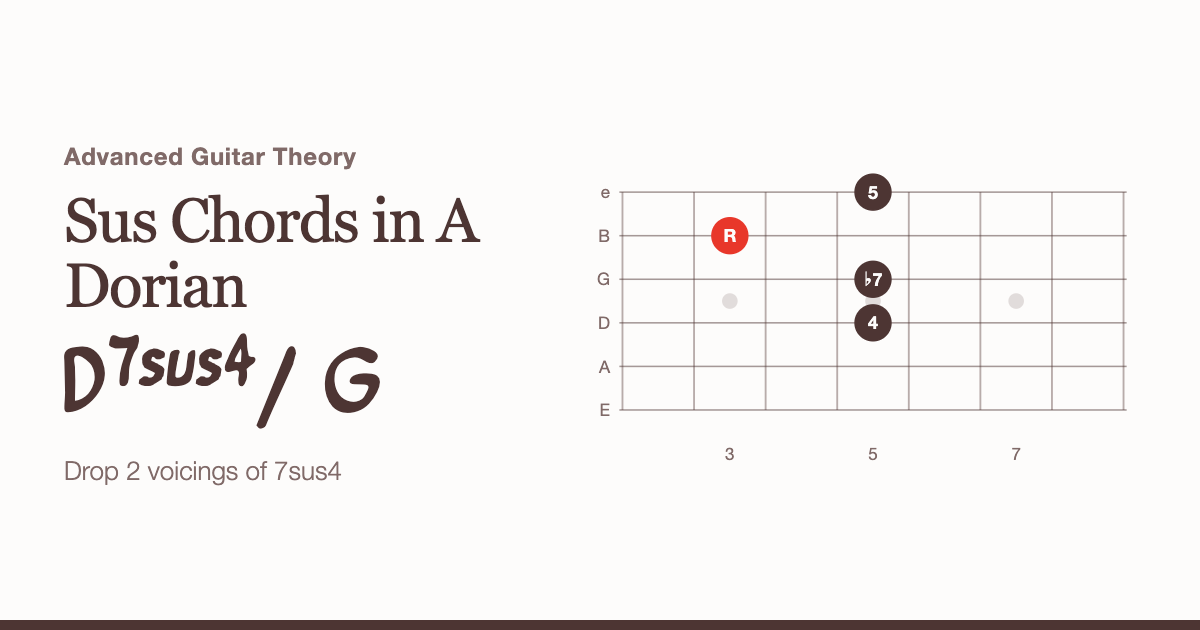 Advanced Guitar Theory
Sus Chords in A
Dorian
D7sus4/ G
Drop 2 voicings of 7sus4
e
5
B
R
G
♭7
D
4
A
E
3 5 7